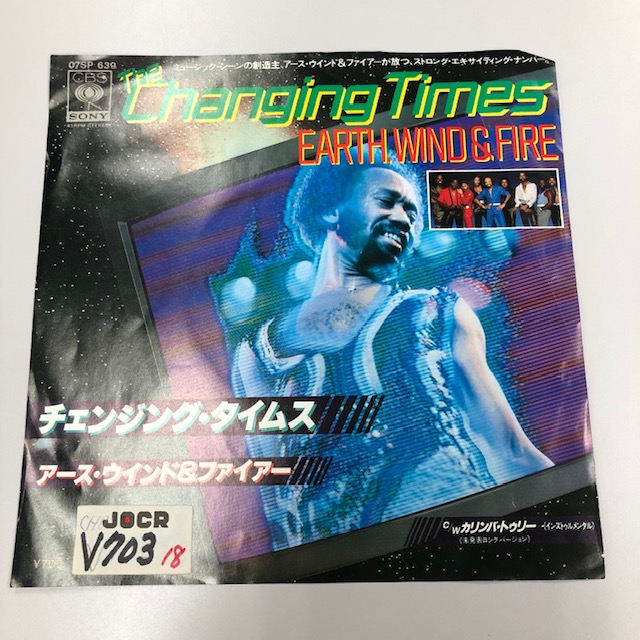 07SP 639
ミュージック・シーンの創造主、アース・ウインド&ファイアーが放つ、ストロング・エキサイティング・ナンバー
CBS
SONY
The Changing Times
EARTH, WIND & FIRE
チェンジング・タイムス
アース・ウインド&ファイアー
JOCR
V703 18
C/Wカリンバ・トゥリー (インストゥルメンタル)
(未発表ロング・バージョン)